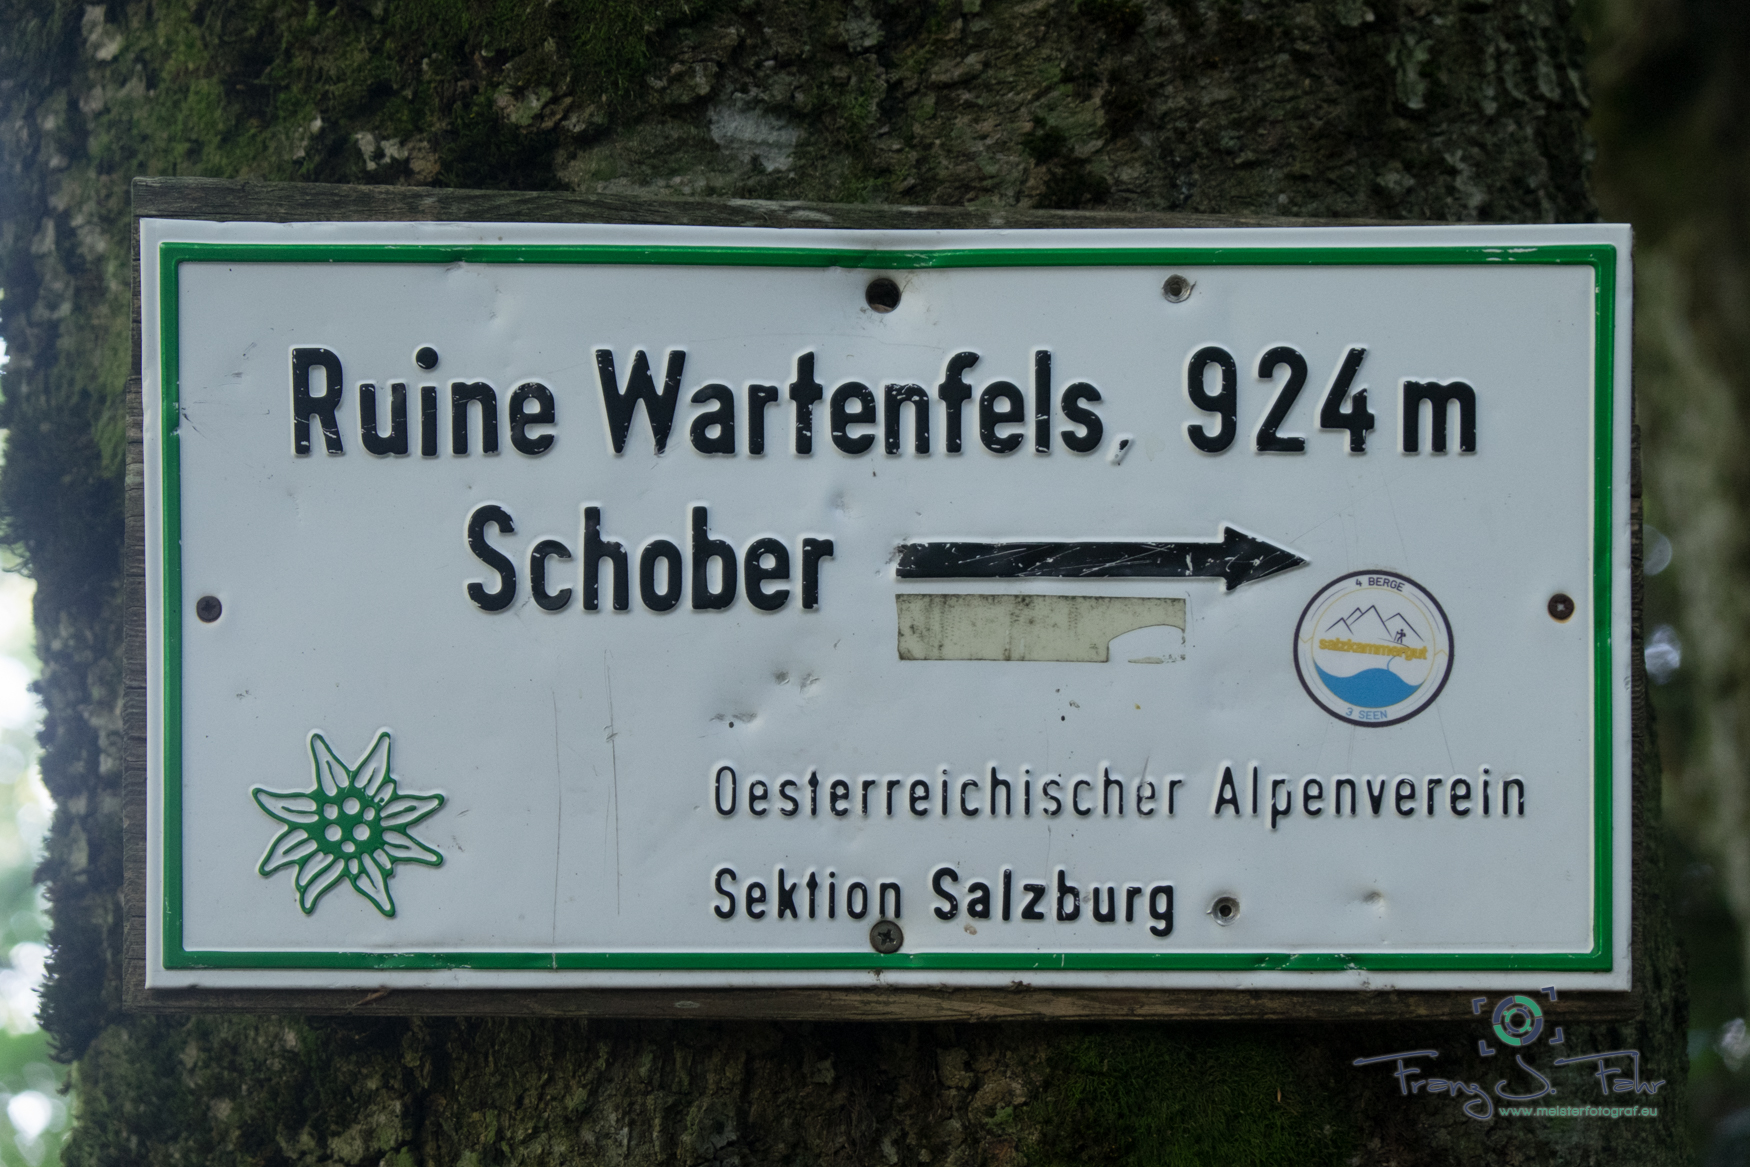 Ruine Wartenfels, 924 m
Schober
4 BERGE
salzkammergut
3 SEEN
Oesterreichischer Alpenverein
Sektion Salzburg
Franz J. Fahr
www.meisterfotograf.eu